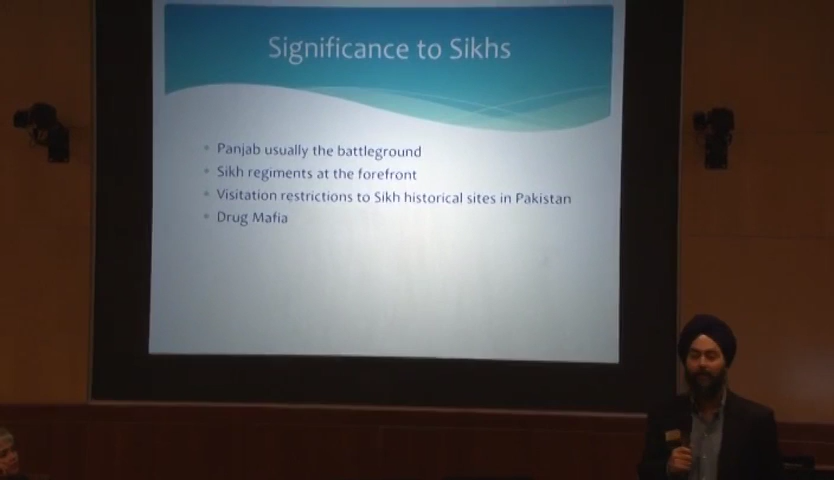 Significance to Sikhs
Panjab usually the battleground
Sikh regiments at the forefront
Visitation restrictions to Sikh historical sites in Pakistan
Drug Mafia